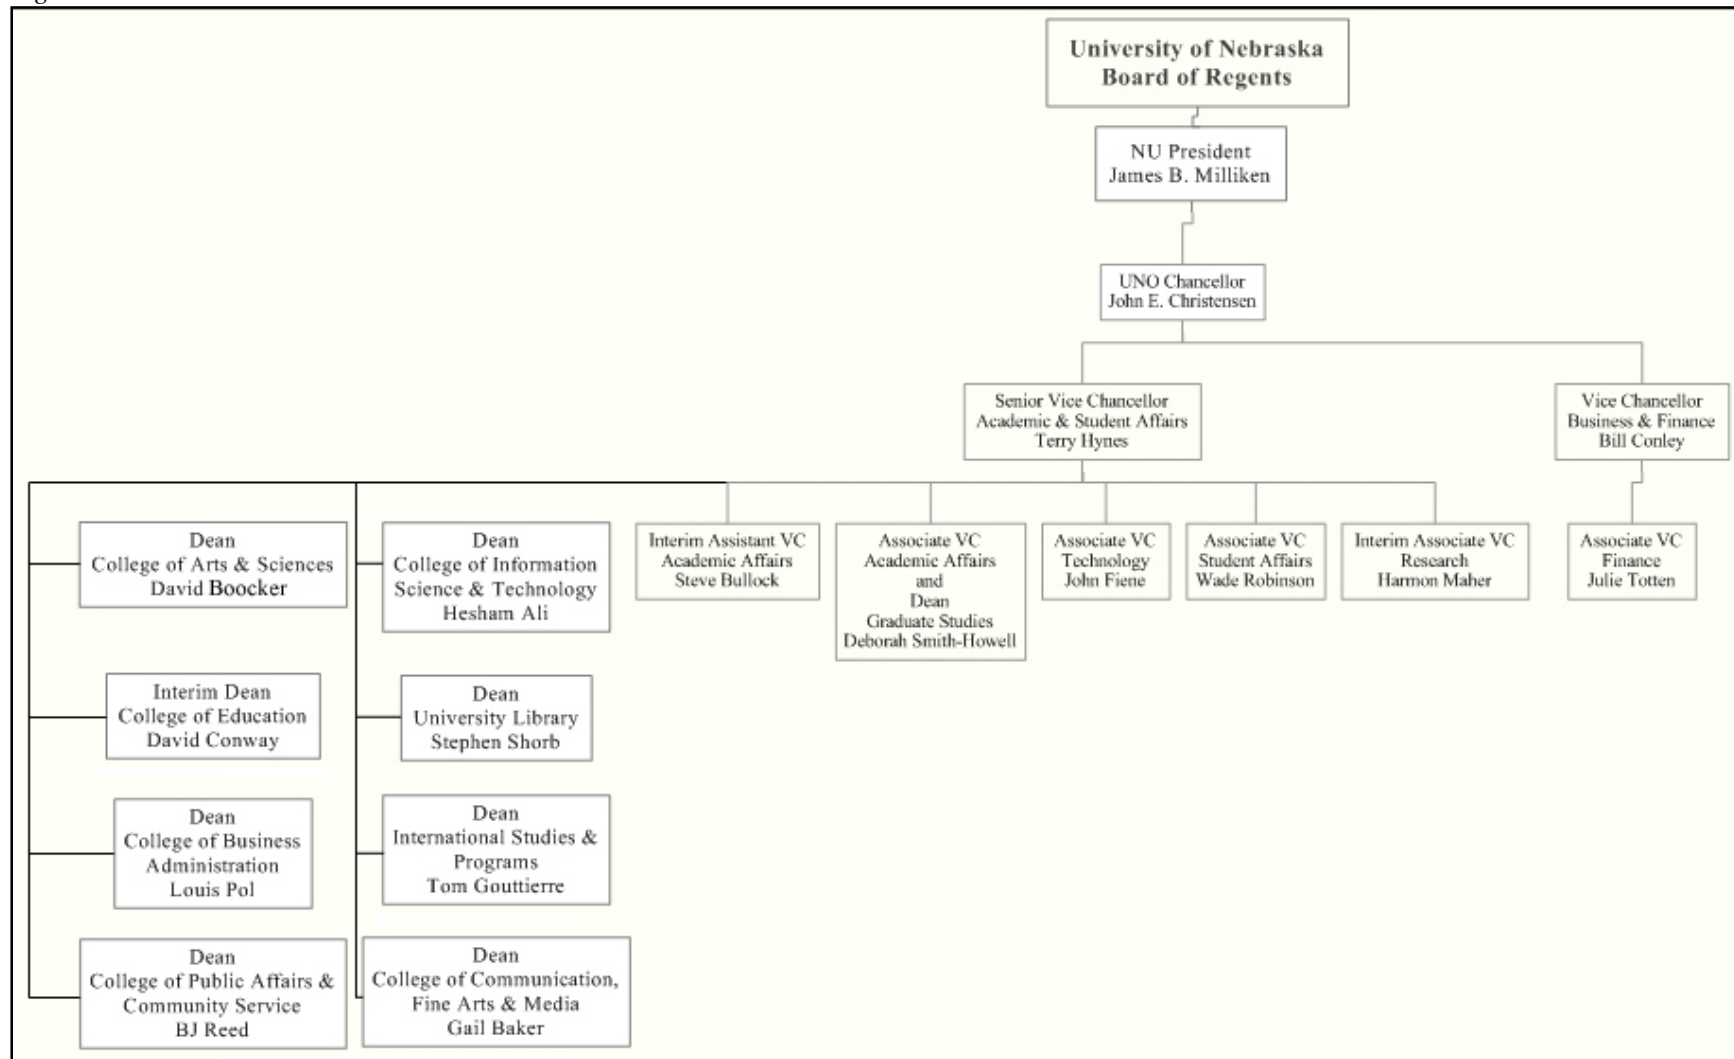 University of Nebraska
Board of Regents
NU President
James B. Milliken
UNO Chancellor
John E. Christensen
Senior Vice Chancellor
Academic & Student Affairs
Terry Hynes
Vice Chancellor
Business & Finance
Bill Conley
Dean
College of Arts & Sciences
David Boocker
Dean
College of Information
Science & Technology
Hesham Ali
Interim Assistant VC
Academic Affairs
Steve Bullock
Associate VC
Academic Affairs
and
Dean
Graduate Studies
Deborah Smith-Howell
Associate VC
Technology
John Fiene
Associate VC
Student Affairs
Wade Robinson
Interim Associate VC
Research
Harmon Maher
Associate VC
Finance
Julie Totten
Interim Dean
College of Education
David Conway
Dean
University Library
Stephen Shorb
Dean
College of Business
Administration
Louis Pol
Dean
International Studies &
Programs
Tom Gouttierre
Dean
College of Public Affairs &
Community Service
BJ Reed
Dean
College of Communication,
Fine Arts & Media
Gail Baker